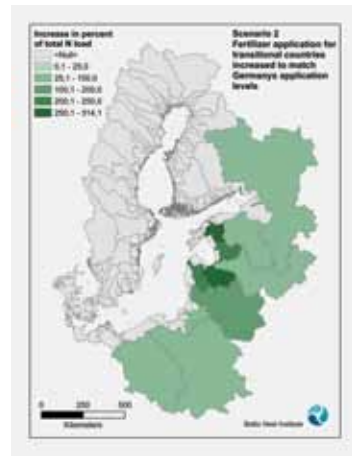 Increase in percent
of total N load
<Null>
0,1 - 25,0
25,1 - 100,0
100,1 - 200,0
200,1 - 250,0
250,1 - 314,1
Scenario 2
Fertilizer application for
transitional countries
increased to match
Germanys application
levels
0 250 500
Kilometers
Baltic Nest Institute